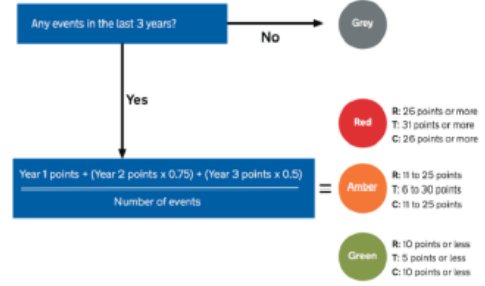 Any events in the last 3 years?
No
Grey
Yes
Red
R: 26 points or more
T: 31 points or more
C: 26 points or more
Year 1 points + (Year 2 points x 0.75) + (Year 3 points x 0.5)
Number of events
=
Amber
R: 11 to 25 points
T: 6 to 30 points
C: 11 to 25 points
Green
R: 10 points or less
T: 5 points or less
C: 10 points or less